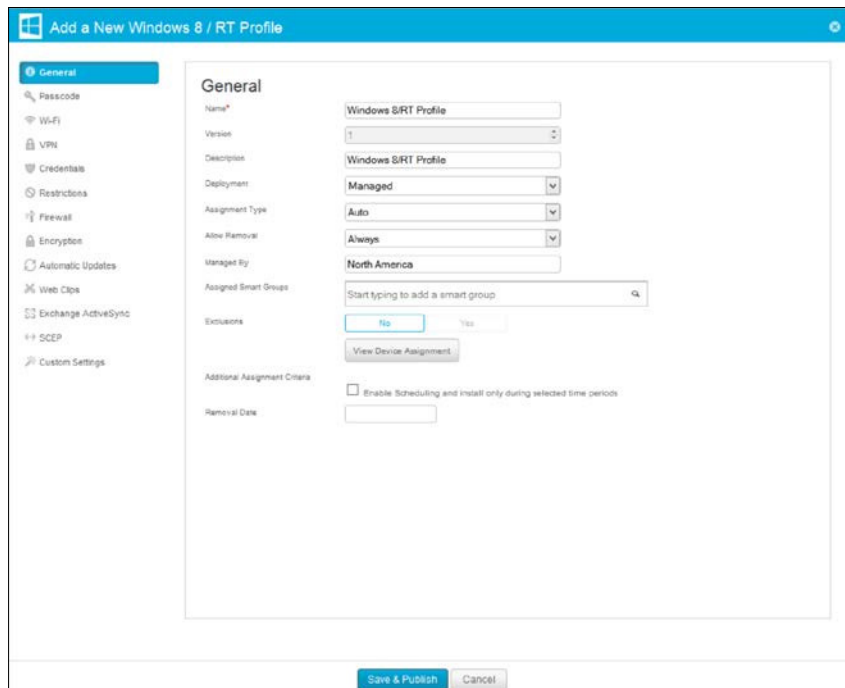 Add a New Windows 8 / RT Profile
General
Passcode
Wi-Fi
VPN
Credentials
Restrictions
Firewall
Encryption
Automatic Updates
Web Clips
Exchange ActiveSync
SCEP
Custom Settings
General
Name* Windows 8/RT Profile
Version 1
Description Windows 8/RT Profile
Deployment Managed
Assignment Type Auto
Allow Removal Always
Managed By North America
Assigned Smart Groups Start typing to add a smart group
Exclusions No Yes
View Device Assignment
Additional Assignment Criteria
Enable Scheduling and install only during selected time periods
Removal Date
Save & Publish Cancel